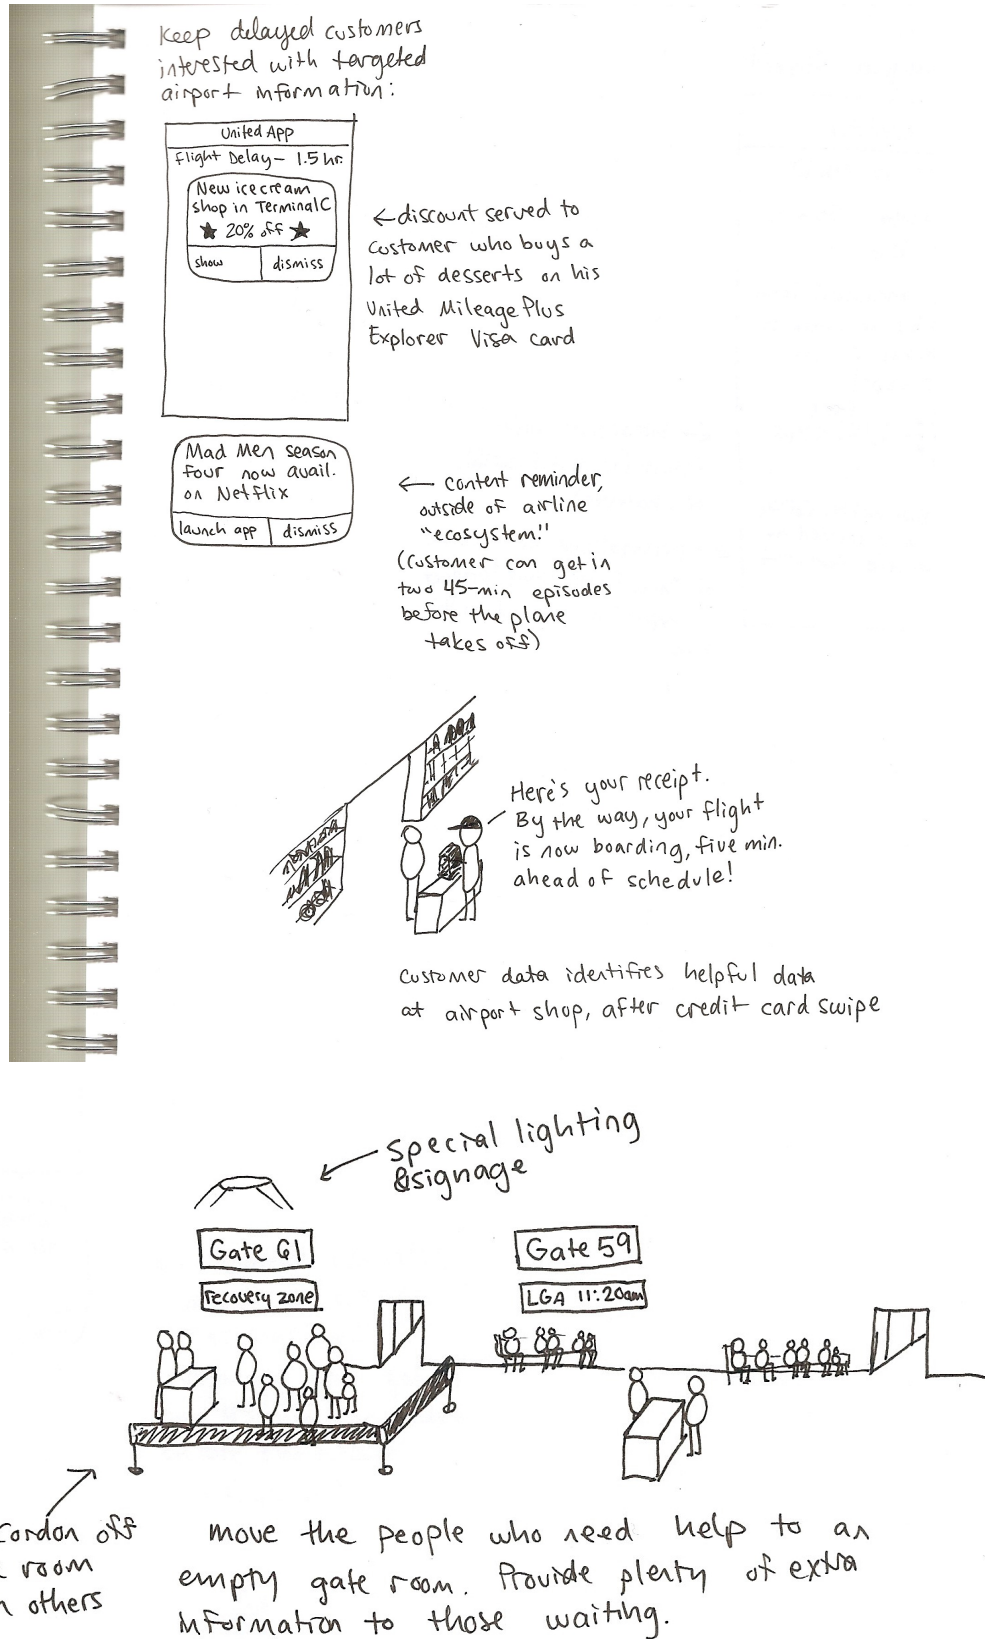 Keep delayed customers
interested with targeted
airport information:
United App
Flight Delay – 1.5 hr.
New ice cream
shop in Terminal C
★ 20% off ★
show
dismiss
← discount served to
customer who buys a
lot of desserts on his
United Mileage Plus
Explorer Visa card
Mad Men season
four now avail.
on Netflix
launch app
dismiss
← content reminder,
outside of airline
"ecosystem."
(Customer can get in
two 45-min episodes
before the plane
takes off)
Here's your receipt.
By the way, your flight
is now boarding, five min.
ahead of schedule!
Customer data identifies helpful data
at airport shop, after credit card swipe
special lighting
& signage
Gate 61
recovery zone
Gate 59
LGA 11:20am
Cordon off
room
others
move the people who need help to an
empty gate room. Provide plenty of extra
information to those waiting.